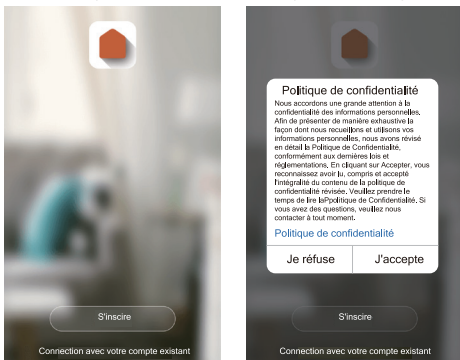 S'inscire
Connection avec votre compte existant
Politique de confidentialité
Nous accordons une grande attention à la
confidentialité des informations personnelles.
Afin de présenter de manière exhaustive la
façon dont nous recueillons et utilisons vos
informations personnelles, nous avons révisé
en détail la Politique de Confidentialité,
conformément aux dernières lois et
réglementations. En cliquant sur Accepter, vous
reconnaissez avoir lu, compris et accepté
l'intégralité du contenu de la politique de
confidentialité révisée. Veuillez prendre le
temps de lire laPpolitique de Confidentialité. Si
vous avez des questions, veuillez nous
contacter à tout moment.
Politique de confidentialité
Je réfuse
J'accepte
S'inscire
Connection avec votre compte existant